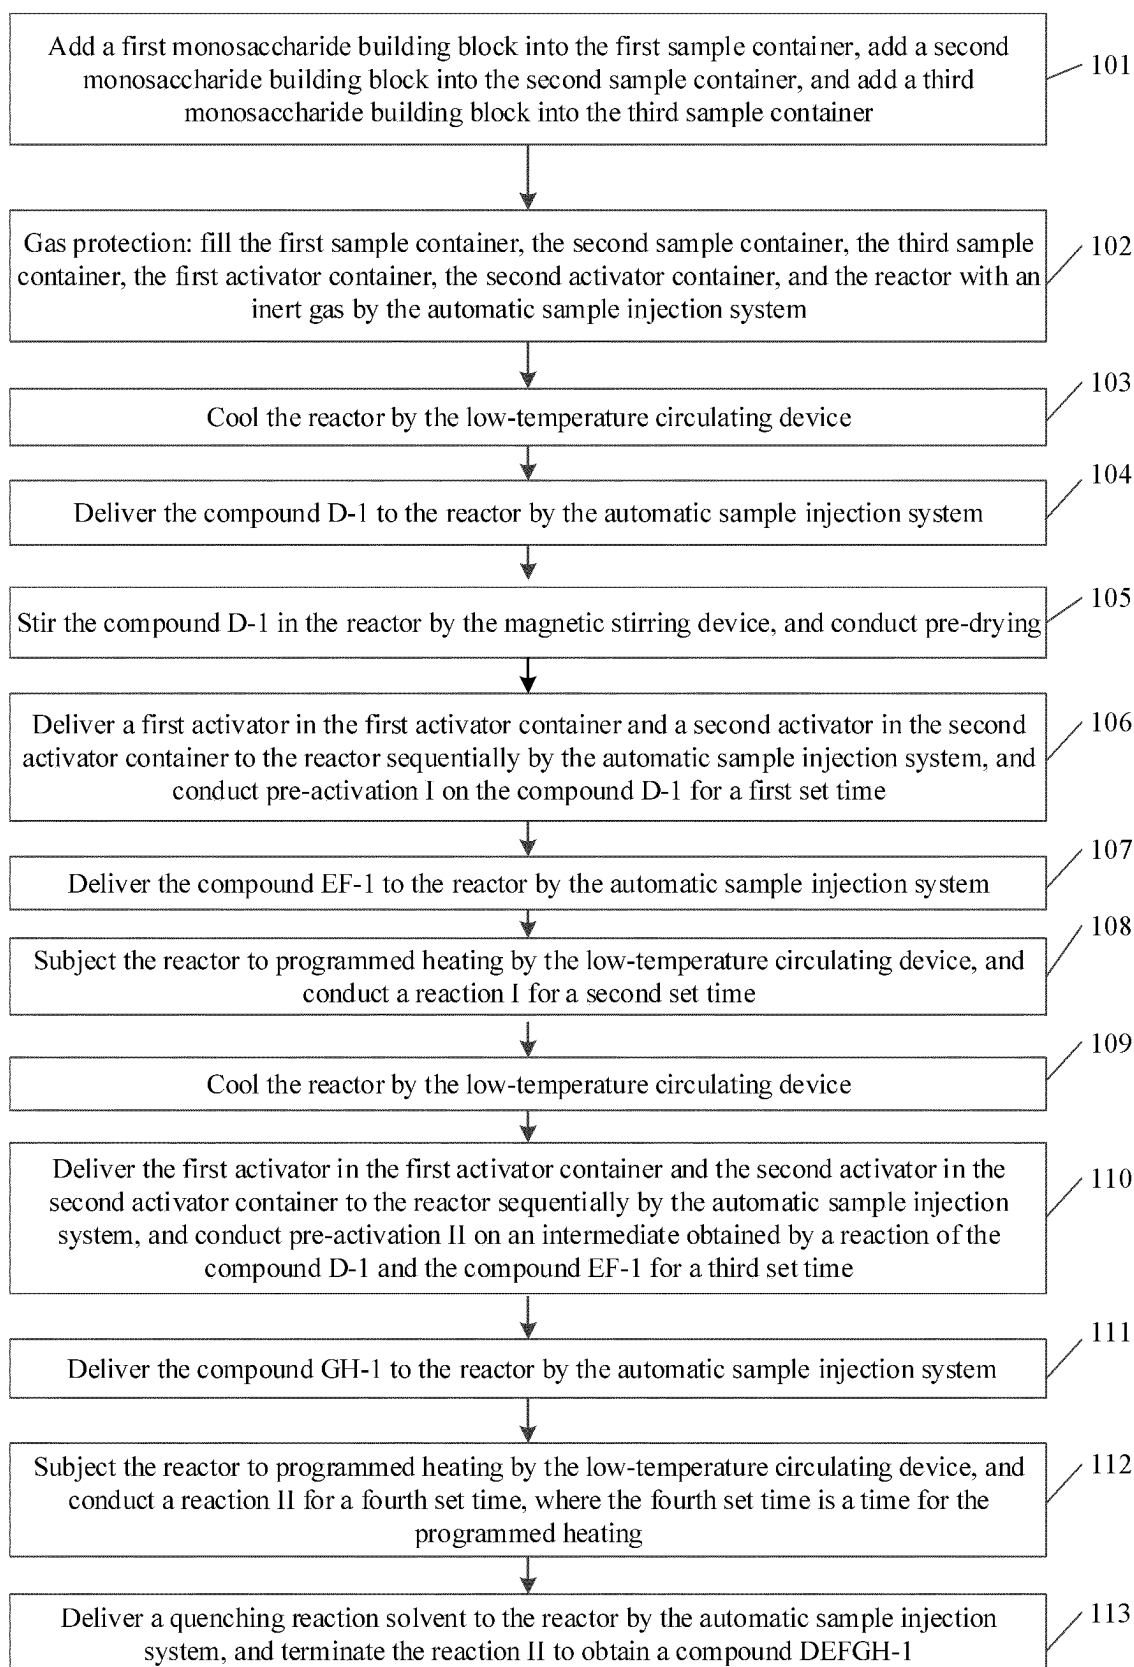 Add a first monosaccharide building block into the first sample container, add a second
monosaccharide building block into the second sample container, and add a third
monosaccharide building block into the third sample container
101
Gas protection: fill the first sample container, the second sample container, the third sample
container, the first activator container, the second activator container, and the reactor with an
inert gas by the automatic sample injection system
102
Cool the reactor by the low-temperature circulating device
103
Deliver the compound D-1 to the reactor by the automatic sample injection system
104
Stir the compound D-1 in the reactor by the magnetic stirring device, and conduct pre-drying
105
Deliver a first activator in the first activator container and a second activator in the second
activator container to the reactor sequentially by the automatic sample injection system, and
conduct pre-activation I on the compound D-1 for a first set time
106
Deliver the compound EF-1 to the reactor by the automatic sample injection system
107
Subject the reactor to programmed heating by the low-temperature circulating device, and
conduct a reaction I for a second set time
108
Cool the reactor by the low-temperature circulating device
109
Deliver the first activator in the first activator container and the second activator in the
second activator container to the reactor sequentially by the automatic sample injection
system, and conduct pre-activation II on an intermediate obtained by a reaction of the
compound D-1 and the compound EF-1 for a third set time
110
Deliver the compound GH-1 to the reactor by the automatic sample injection system
111
Subject the reactor to programmed heating by the low-temperature circulating device, and
conduct a reaction II for a fourth set time, where the fourth set time is a time for the
programmed heating
112
Deliver a quenching reaction solvent to the reactor by the automatic sample injection
system, and terminate the reaction II to obtain a compound DEFGH-1
113